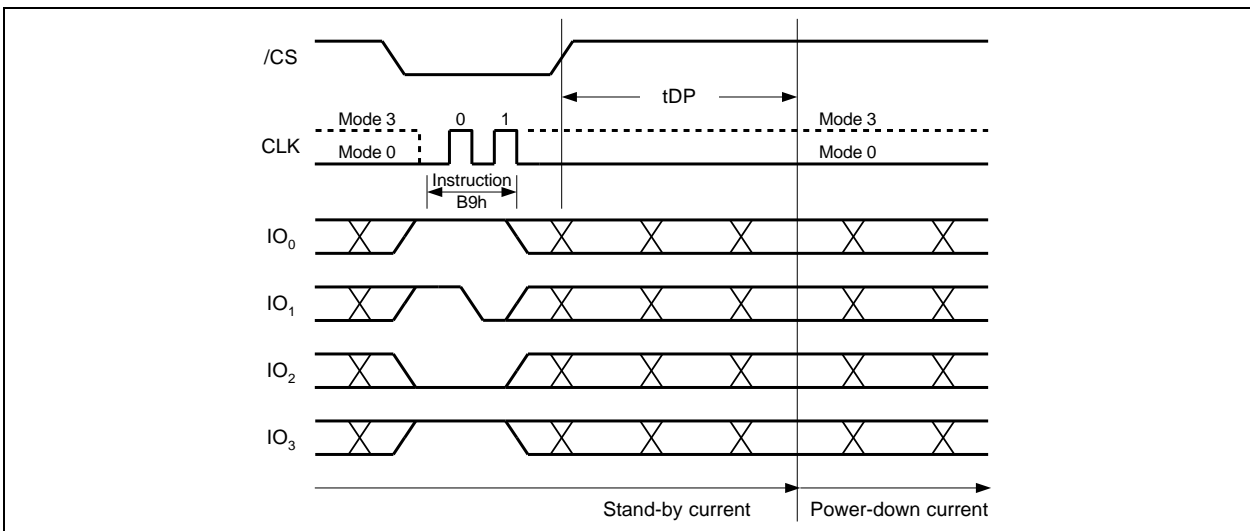 /CS
tDP
Mode 3 0 1 Mode 3
CLK
Mode 0 Mode 0
Instruction
B9h
IO0
IO1
IO2
IO3
Stand-by current Power-down current